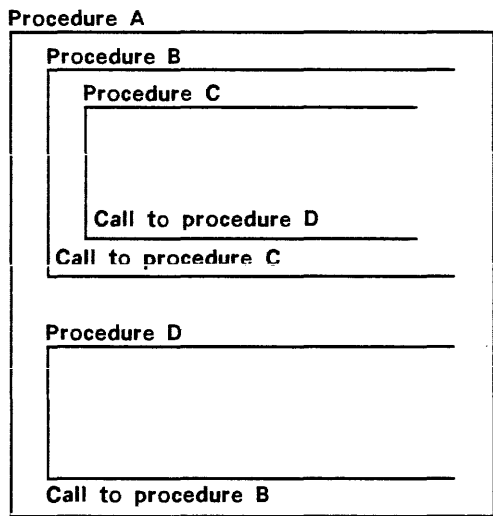 Procedure A
Procedure B
Procedure C
Call to procedure D
Call to procedure C
Procedure D
Call to procedure B